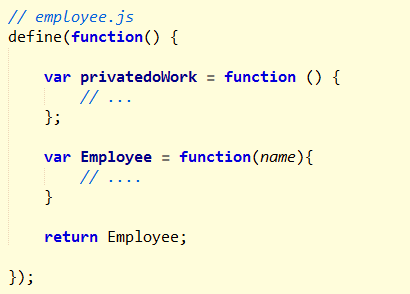 // employee.js
define(function() {
var privatedoWork = function () {
// ...
};
var Employee = function(name){
// ....
}
return Employee;
});